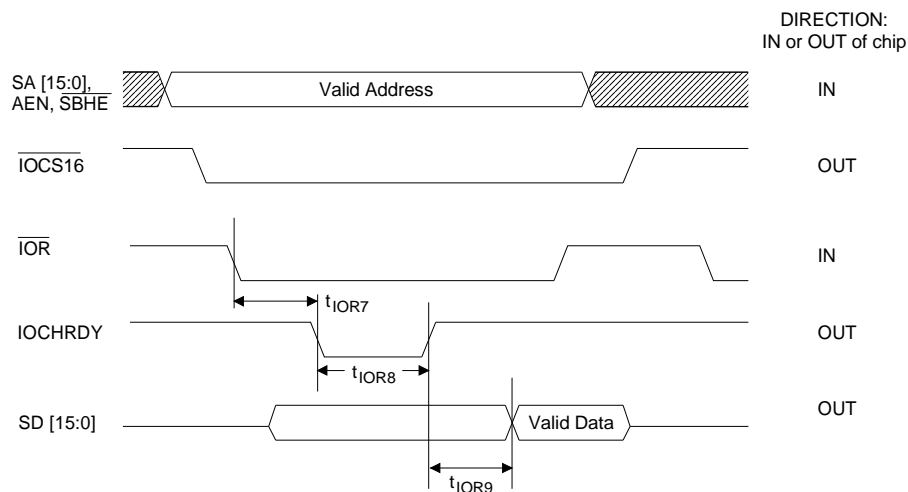 DIRECTION:
IN or OUT of chip
SA [15:0],
AEN, SBHE
Valid Address
IN
IOCS16
OUT
IOR
IN
tIOR7
IOCHRDY
OUT
tIOR8
SD [15:0]
Valid Data
OUT
tIOR9